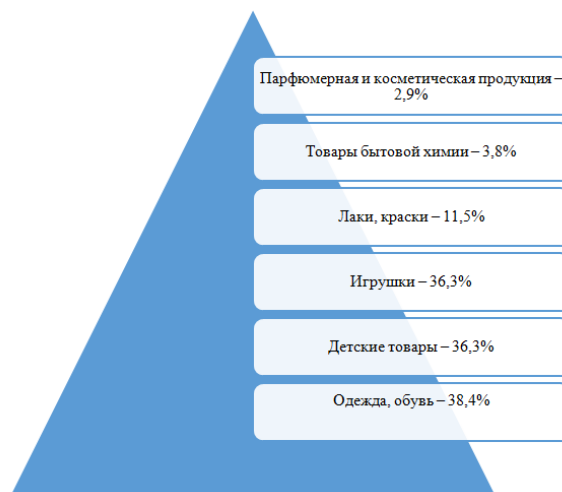 Парфюмерная и косметическая продукция –
2,9%
Товары бытовой химии – 3,8%
Лаки, краски – 11,5%
Игрушки – 36,3%
Детские товары – 36,3%
Одежда, обувь – 38,4%